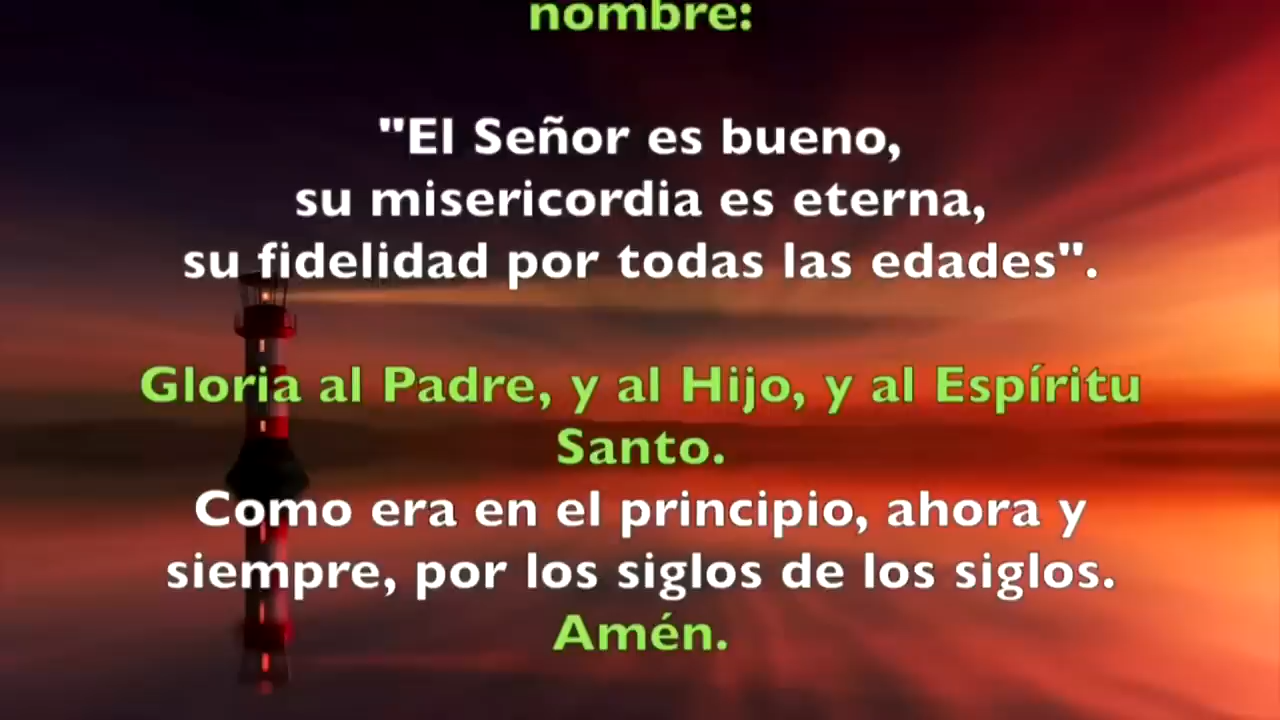 nombre:
"El Señor es bueno,
su misericordia es eterna,
su fidelidad por todas las edades".
Gloria al Padre, y al Hijo, y al Espíritu
Santo.
Como era en el principio, ahora y
siempre, por los siglos de los siglos.
Amén.